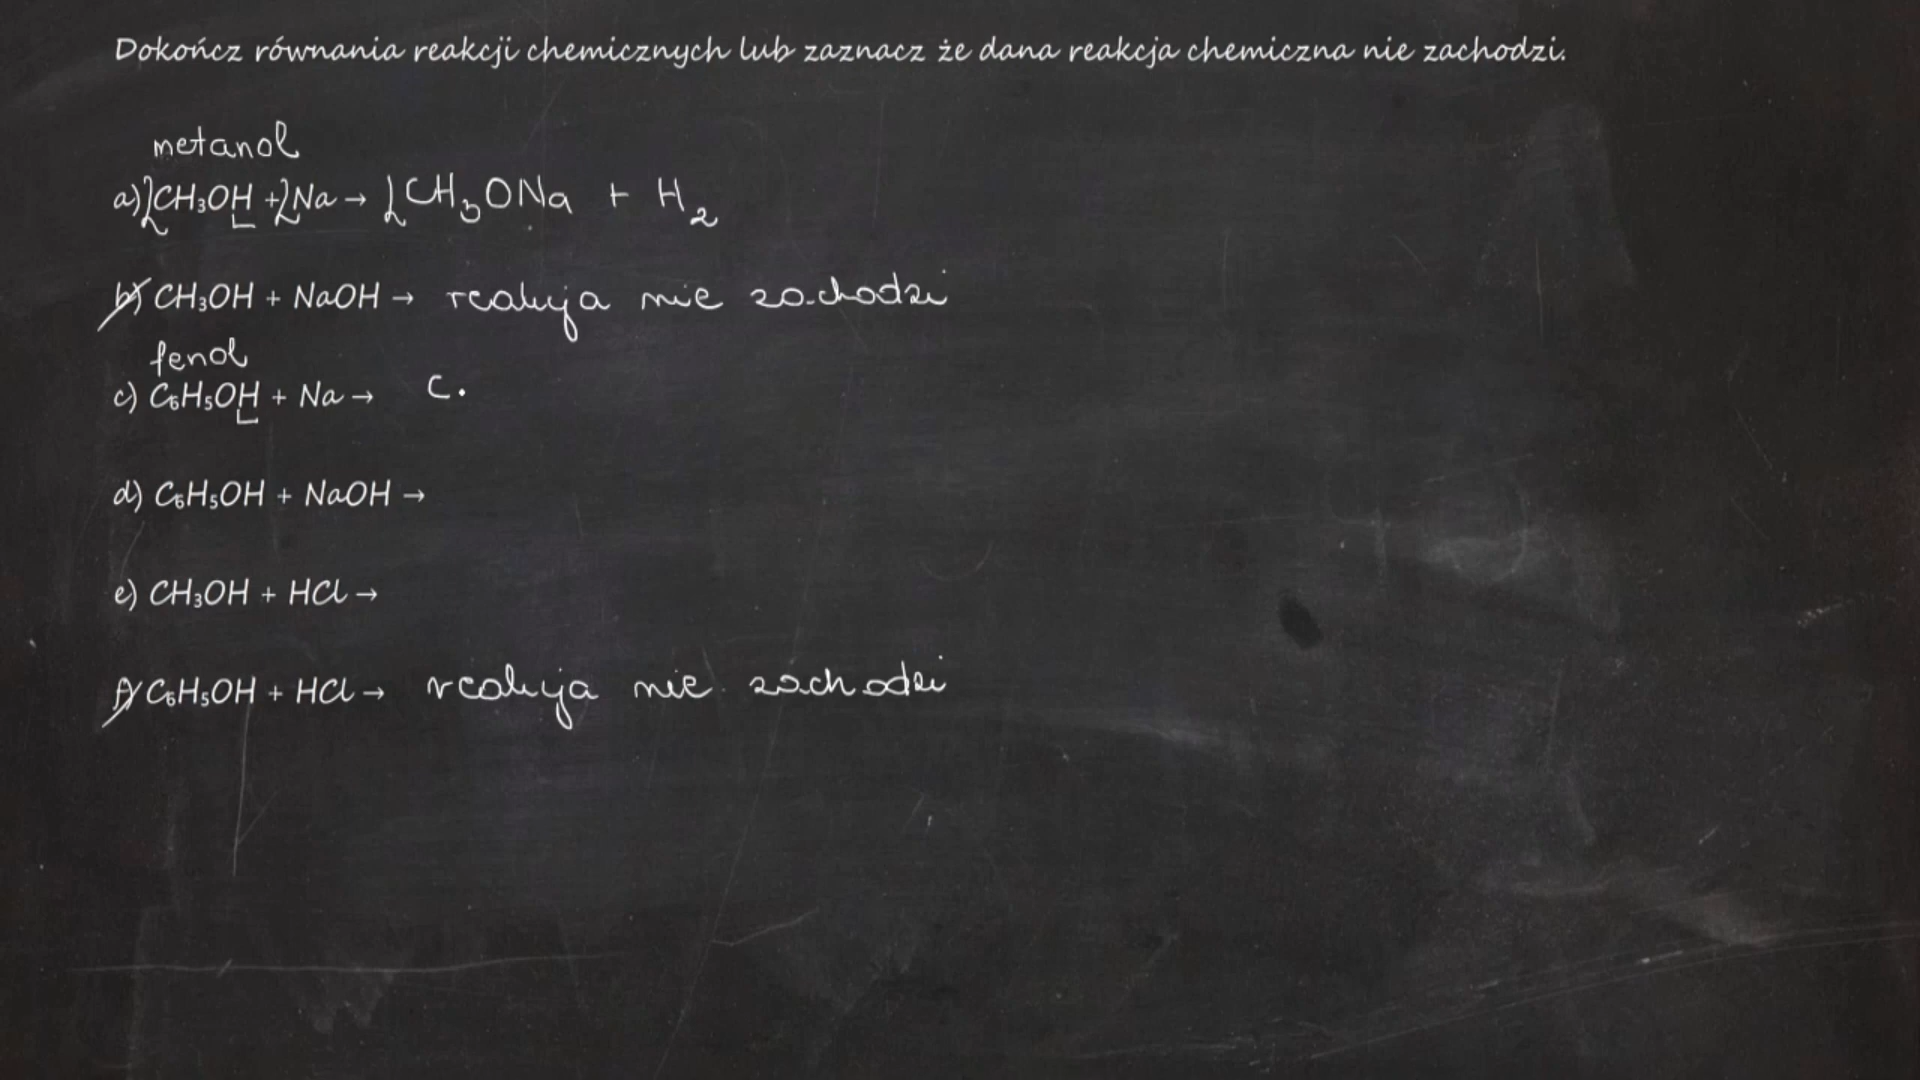 Dokończ równania reakcji chemicznych lub zaznacz że dana reakcja chemiczna nie zachodzi.
metanol
a) 2CH₃OH + 2Na → 2CH₃ONa + H₂
b) CH₃OH + NaOH → reakcja nie zachodzi
fenol
c) C₆H₅OH + Na → C.
d) C₆H₅OH + NaOH →
e) CH₃OH + HCl →
f) C₆H₅OH + HCl → reakcja nie zachodzi